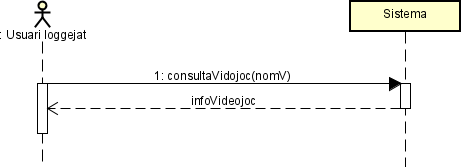 Sistema
: Usuari loggejat
1: consultaVidojoc(nomV)
infoVideojoc